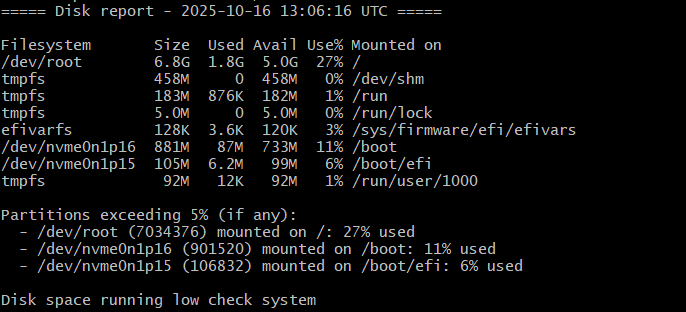 ===== Disk report - 2025-10-16 13:06:16 UTC =====
Filesystem       Size  Used Avail Use% Mounted on
/dev/root        6.8G  1.8G  5.0G  27% /
tmpfs            458M     0  458M   0% /dev/shm
tmpfs            183M  876K  182M   1% /run
tmpfs            5.0M     0  5.0M   0% /run/lock
efivarfs         128K  3.6K  120K   3% /sys/firmware/efi/efivars
/dev/nvme0n1p16  881M   87M  733M  11% /boot
/dev/nvme0n1p15  105M  6.2M   99M   6% /boot/efi
tmpfs             92M   12K   92M   1% /run/user/1000
Partitions exceeding 5% (if any):
  - /dev/root (7034376) mounted on /: 27% used
  - /dev/nvme0n1p16 (901520) mounted on /boot: 11% used
  - /dev/nvme0n1p15 (106832) mounted on /boot/efi: 6% used
Disk space running low check system